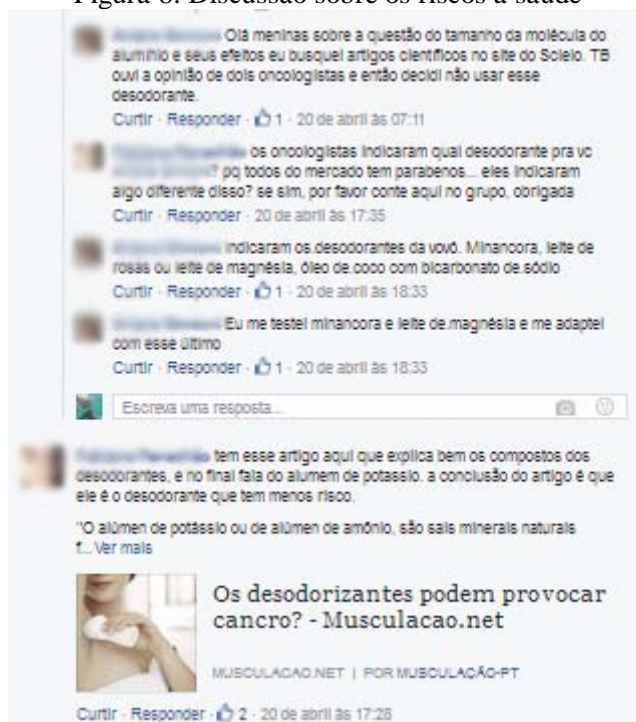 Figura 8: Discussão sobre os riscos à saúde
Olá meninas sobre a questão do tamanho da molécula do
alumínio e seus efeitos eu busquei artigos científicos no site do Scielo. TB
ouvi a opinião de dois oncologistas e então decidi não usar esse
desodorante.
Curtir · Responder · 1 · 20 de abril às 07:11
os oncologistas indicaram qual desodorante pra vc
? pq todos do mercado tem parabenos... eles indicaram
algo diferente disso? se sim, por favor conte aqui no grupo, obrigada
Curtir · Responder · 20 de abril às 17:35
indicaram os desodorantes da vovó. Minancora, leite de
rosas ou leite de magnésia, óleo de coco com bicarbonato de sódio
Curtir · Responder · 1 · 20 de abril às 18:33
Eu me testei minancora e leite de magnésia e me adaptei
com esse último
Curtir · Responder · 1 · 20 de abril às 18:33
Escreva uma resposta...
tem esse artigo aqui que explica bem os compostos dos
desodorantes, e no final fala do alumem de potassio. a conclusão do artigo é que
ele é o desodorante que tem menos risco.
"O alúmen de potássio ou de alúmen de amônio, são sais minerais naturais
f... Ver mais
Os desodorizantes podem provocar
cancro? - Musculacao.net
MUSCULACAO.NET | POR MUSCULAÇÃO-PT
Curtir · Responder · 2 · 20 de abril às 17:28